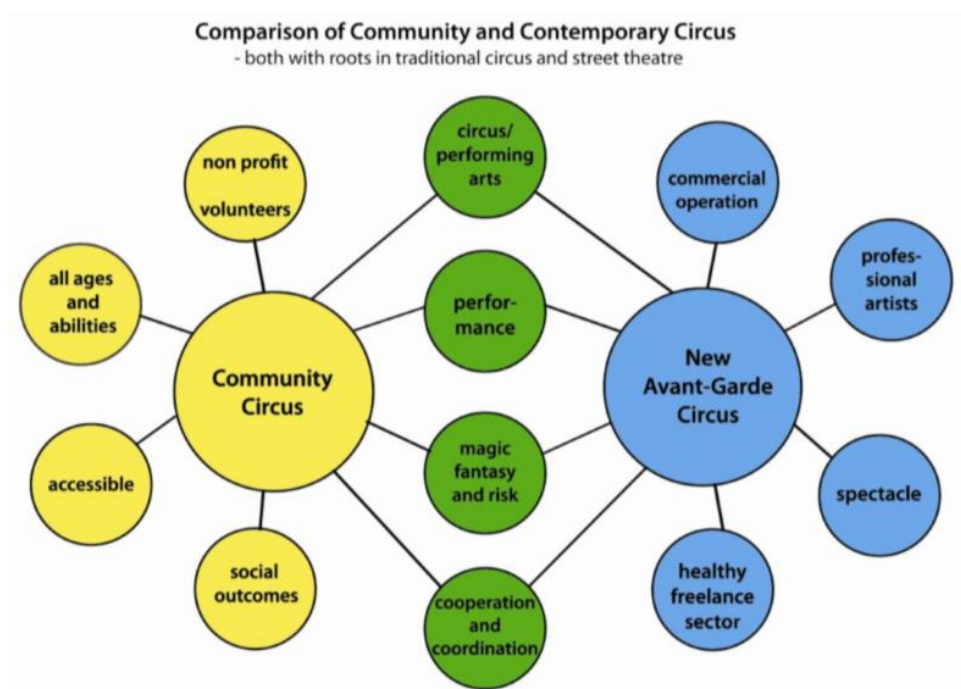 Comparison of Community and Contemporary Circus
- both with roots in traditional circus and street theatre
non profit
volunteers
all ages
and
abilities
accessible
social
outcomes
Community
Circus
circus/
performing
arts
perfor-
mance
magic
fantasy
and risk
cooperation
and
coordination
New
Avant-Garde
Circus
commercial
operation
profes-
sional
artists
spectacle
healthy
freelance
sector